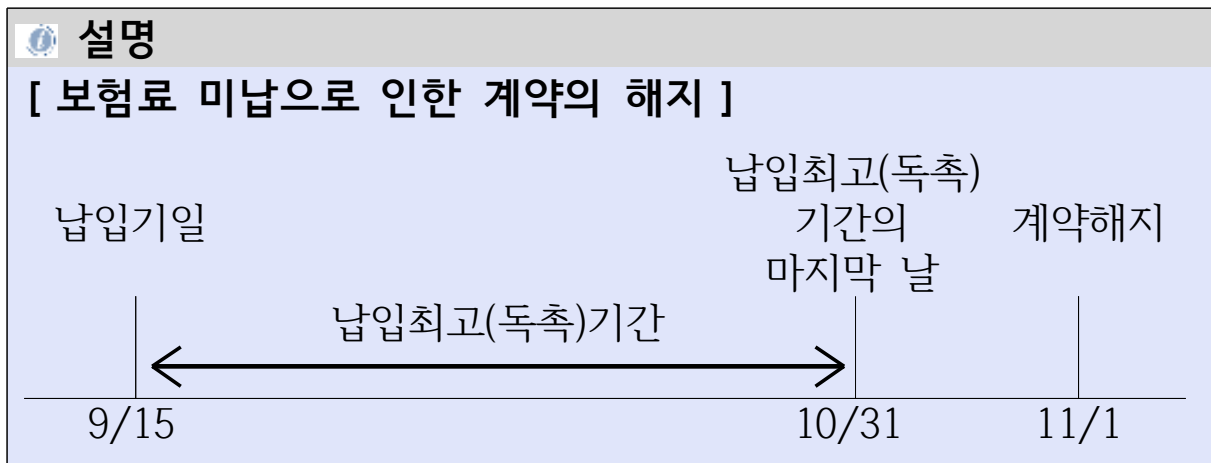 설명
[ 보험료 미납으로 인한 계약의 해지 ]
납입기일
납입최고(독촉)
기간의
마지막 날
계약해지
납입최고(독촉)기간
9/15
10/31
11/1